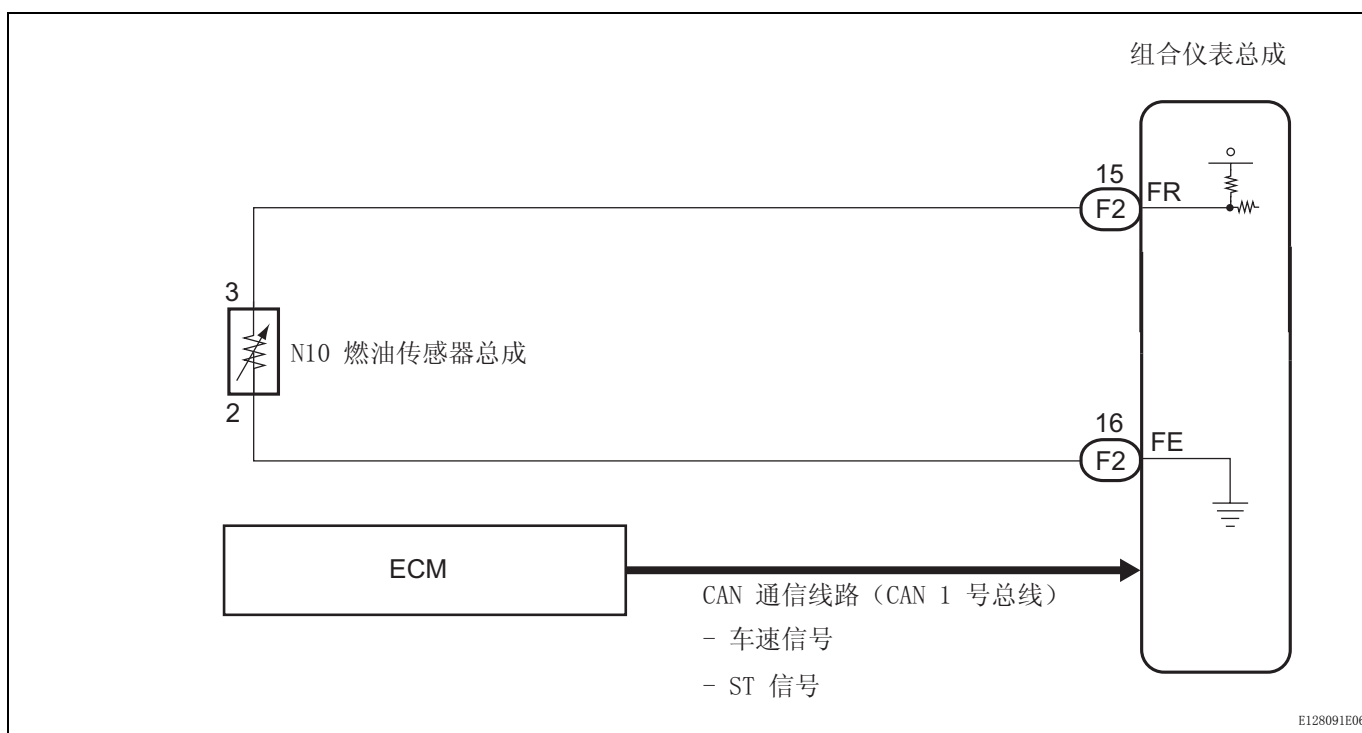 组合仪表总成
15
F2
FR
3
N10 燃油传感器总成
2
16
F2
FE
ECM
CAN 通信线路（CAN 1 号总线）
- 车速信号
- ST 信号
E128091E06